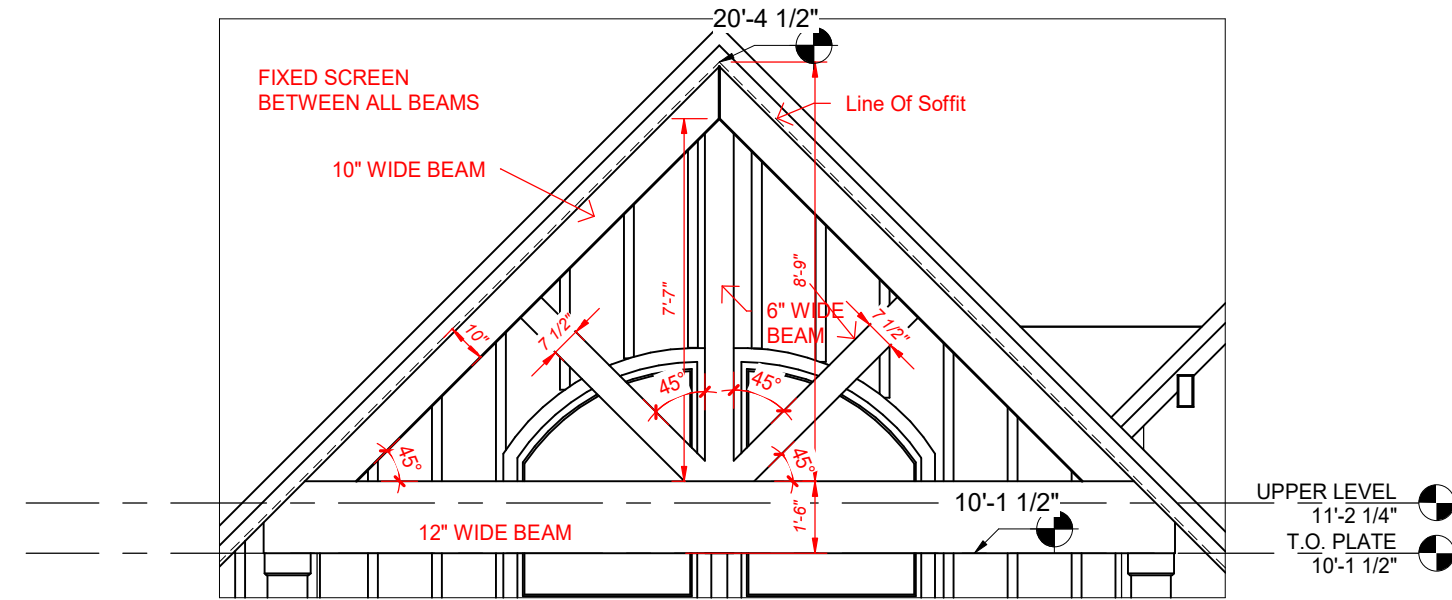 20'-4 1/2"
FIXED SCREEN
BETWEEN ALL BEAMS
Line Of Soffit
10" WIDE BEAM
8'-9"
7'-7"
6" WIDE
BEAM
10"
7 1/2"
7 1/2"
45°
45°
45°
45°
10'-1 1/2"
1'-6"
12" WIDE BEAM
UPPER LEVEL
11'-2 1/4"
T.O. PLATE
10'-1 1/2"